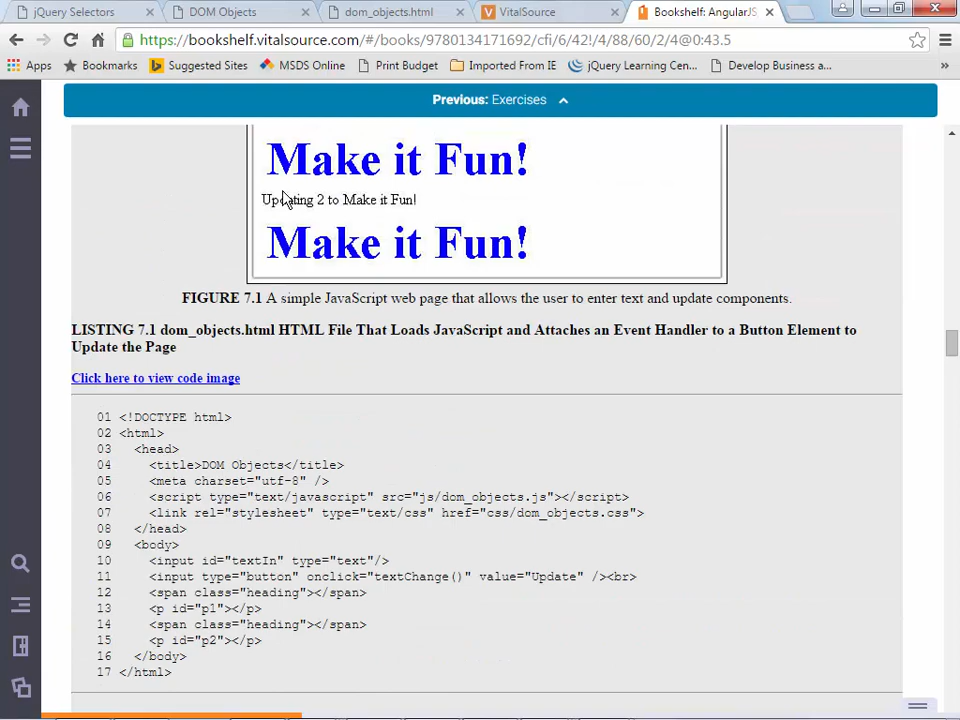 jQuery Selectors
DOM Objects
dom_objects.html
VitalSource
Bookshelf: AngularJS
https://bookshelf.vitalsource.com/#/books/9780134171692/cfi/6/42!/4/88/60/2/4@0:43.5
Apps
Bookmarks
Suggested Sites
MSDS Online
Print Budget
Imported From IE
jQuery Learning Cen...
Develop Business a...
»
Previous: Exercises
Make it Fun!
Updating 2 to Make it Fun!
Make it Fun!
FIGURE 7.1 A simple JavaScript web page that allows the user to enter text and update components.
LISTING 7.1 dom_objects.html HTML File That Loads JavaScript and Attaches an Event Handler to a Button Element to
Update the Page
Click here to view code image
01 <!DOCTYPE html>
02 <html>
03   <head>
04     <title>DOM Objects</title>
05     <meta charset="utf-8" />
06     <script type="text/javascript" src="js/dom_objects.js"></script>
07     <link rel="stylesheet" type="text/css" href="css/dom_objects.css">
08   </head>
09   <body>
10     <input id="textIn" type="text"/>
11     <input type="button" onclick="textChange()" value="Update" /><br>
12     <span class="heading"></span>
13     <p id="p1"></p>
14     <span class="heading"></span>
15     <p id="p2"></p>
16   </body>
17 </html>